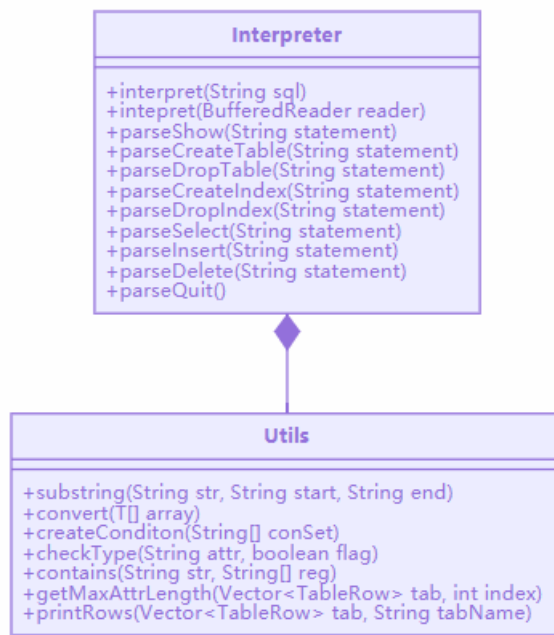 Interpreter
+interpret(String sql)
+intepret(BufferedReader reader)
+parseShow(String statement)
+parseCreateTable(String statement)
+parseDropTable(String statement)
+parseCreateIndex(String statement)
+parseDropIndex(String statement)
+parseSelect(String statement)
+parseInsert(String statement)
+parseDelete(String statement)
+parseQuit()
Utils
+substring(String str, String start, String end)
+convert(T[] array)
+createConditon(String[] conSet)
+checkType(String attr, boolean flag)
+contains(String str, String[] reg)
+getMaxAttrLength(Vector<TableRow> tab, int index)
+printRows(Vector<TableRow> tab, String tabName)